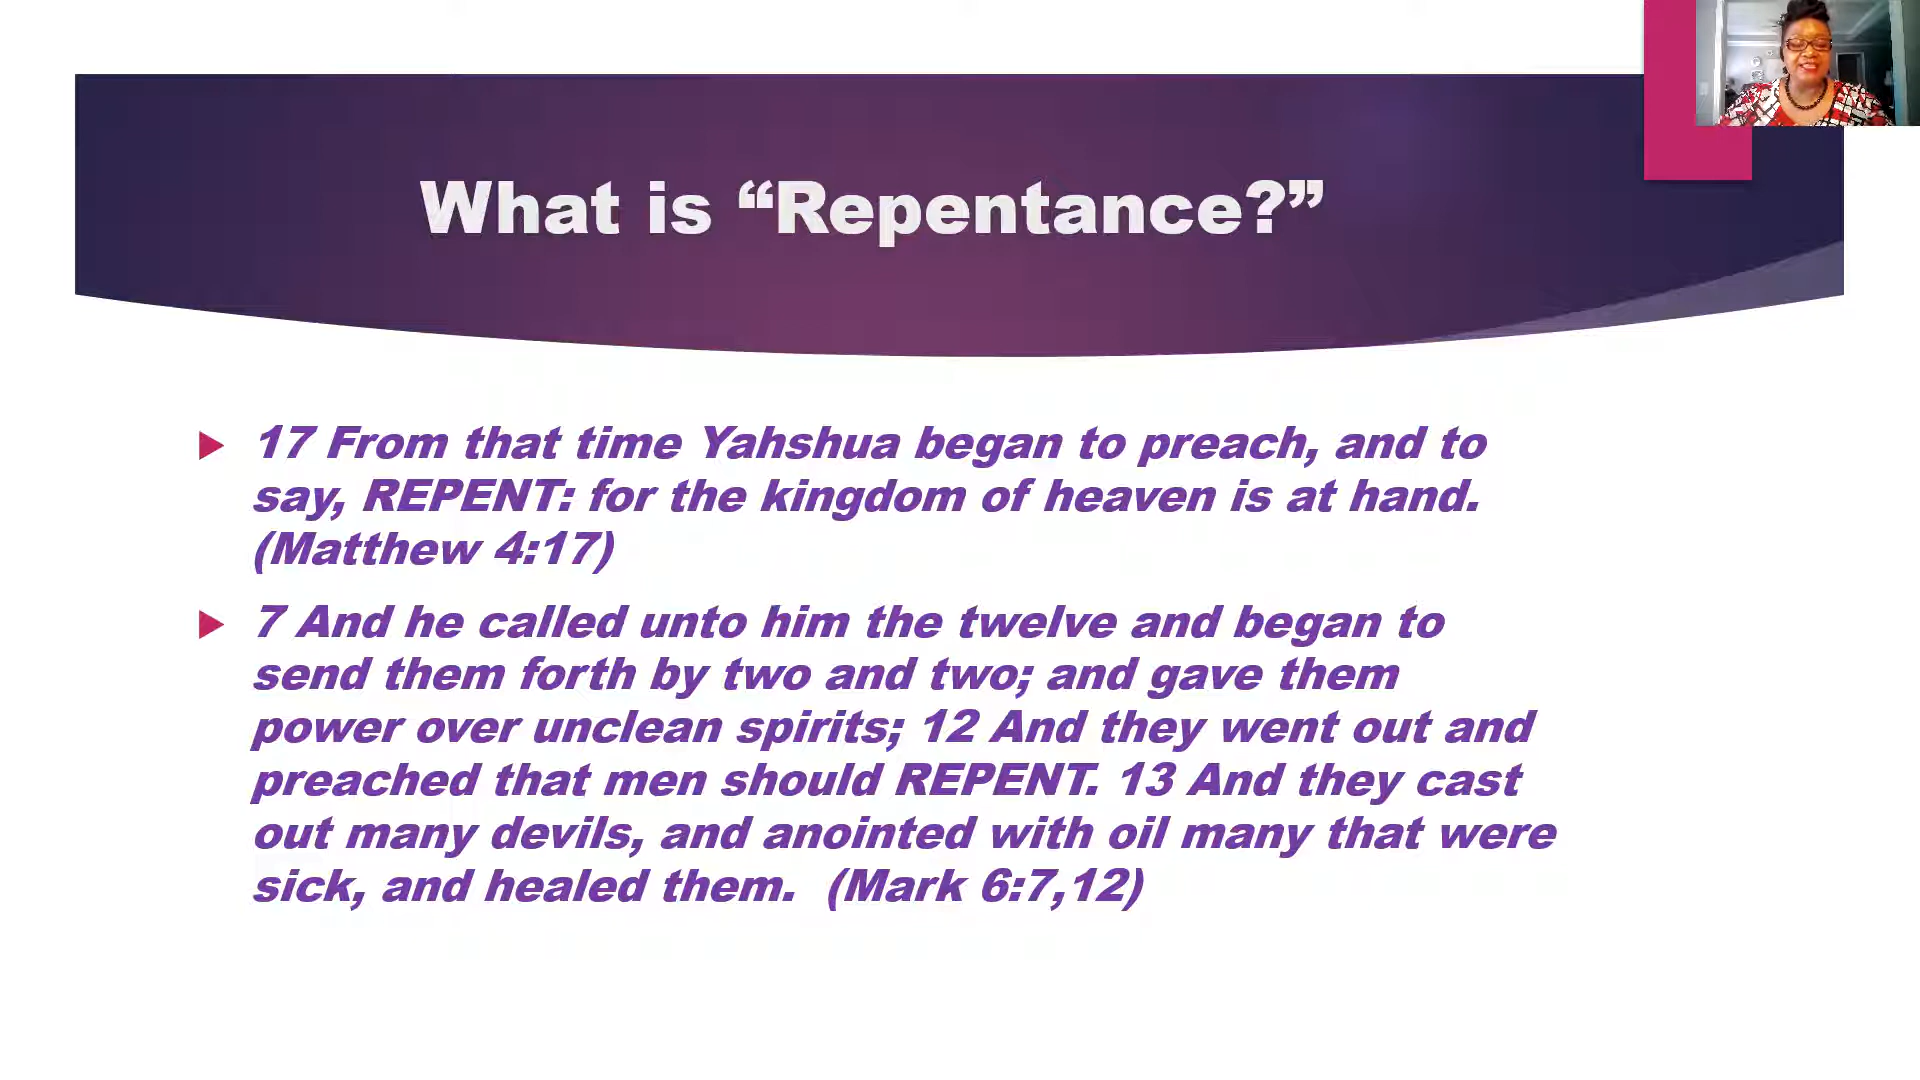 What is “Repentance?”
17 From that time Yahshua began to preach, and to
say, REPENT: for the kingdom of heaven is at hand.
(Matthew 4:17)
7 And he called unto him the twelve and began to
send them forth by two and two; and gave them
power over unclean spirits; 12 And they went out and
preached that men should REPENT. 13 And they cast
out many devils, and anointed with oil many that were
sick, and healed them.  (Mark 6:7,12)